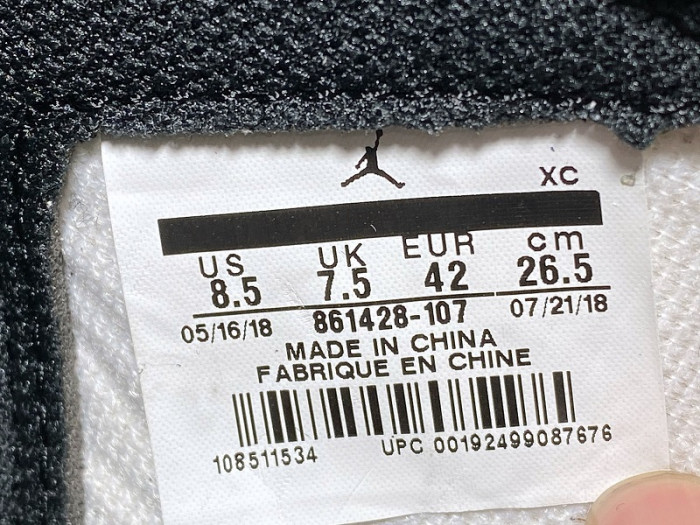 XC
US UK EUR cm
8.5 7.5 42 26.5
05/16/18 861428-107 07/21/18
MADE IN CHINA
FABRIQUE EN CHINE
108511534 UPC 00192499087676